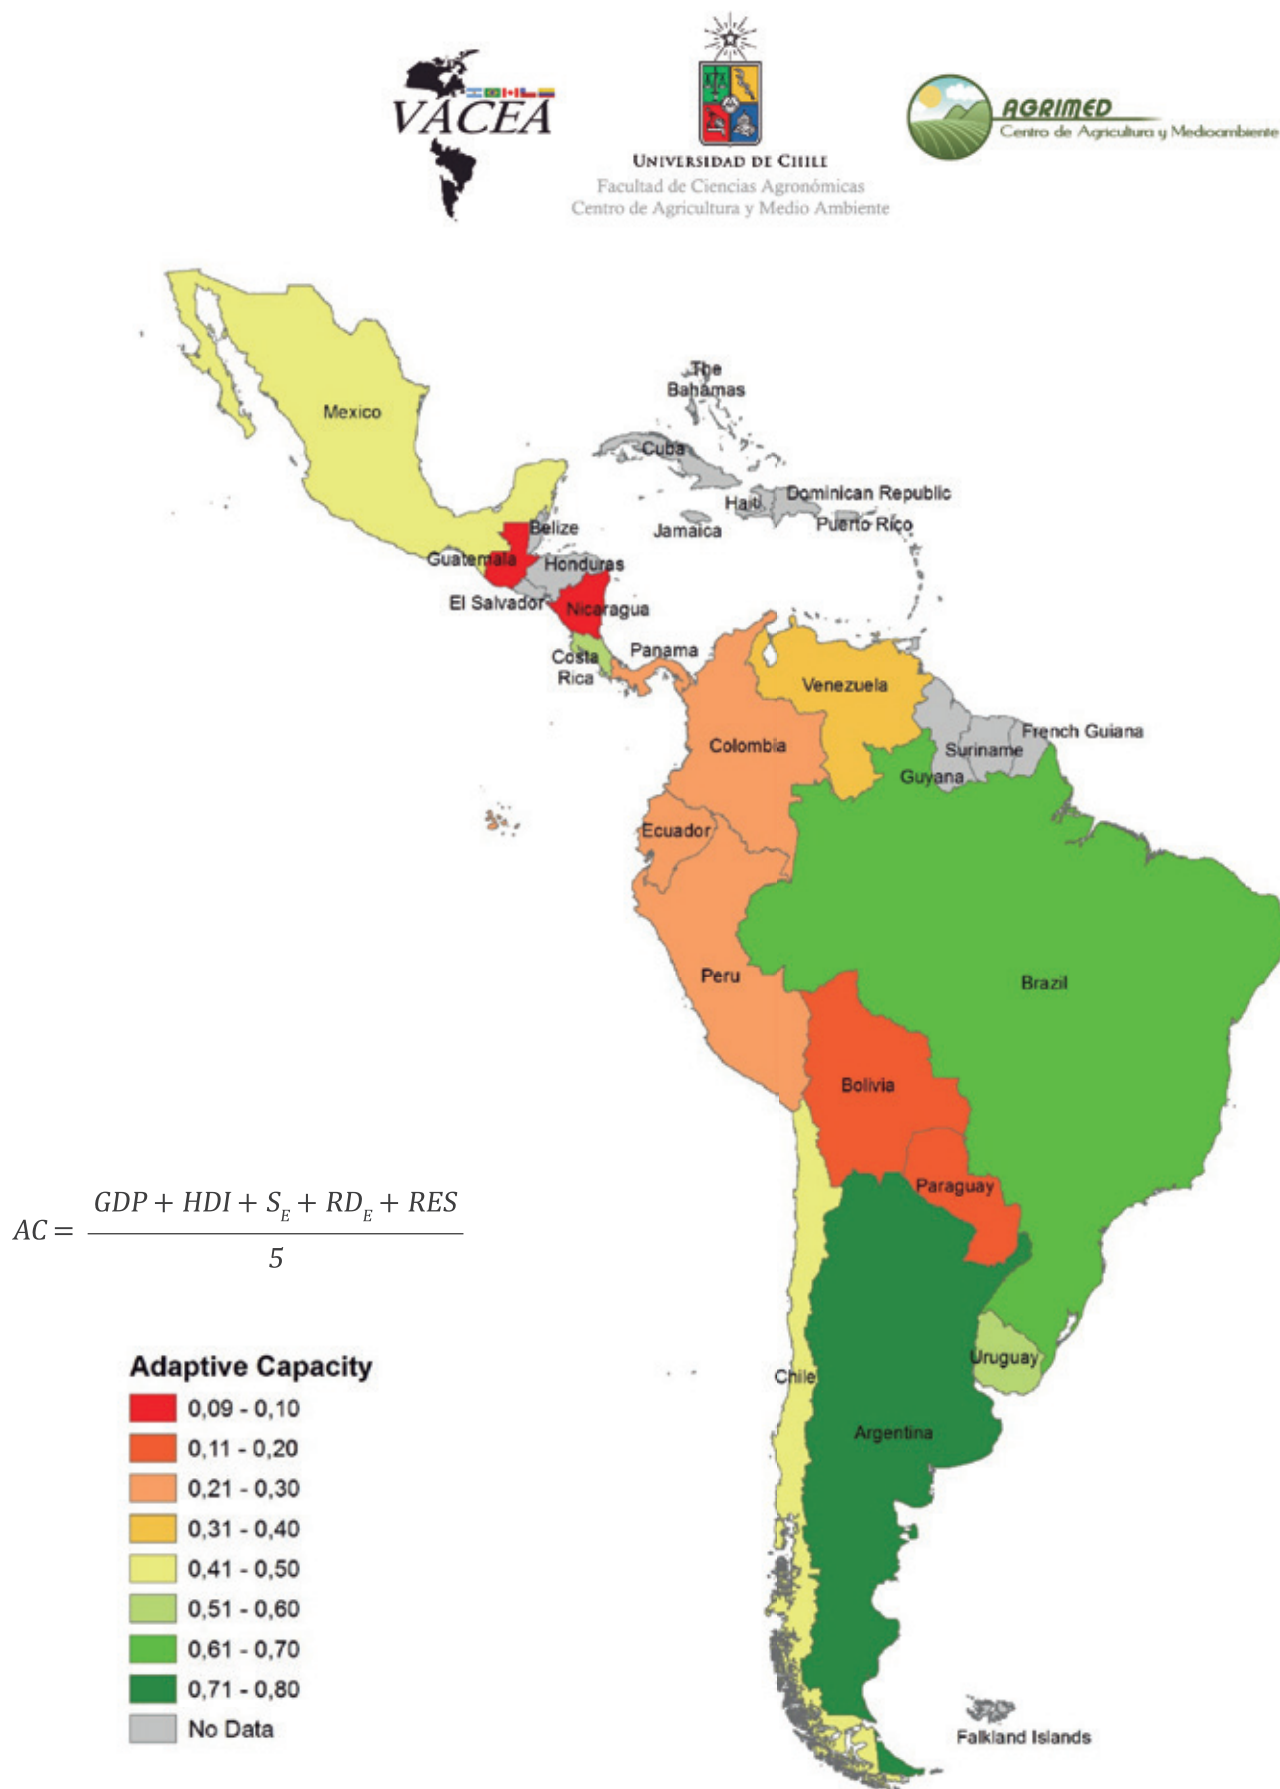 VACEA
UNIVERSIDAD DE CHILE
Facultad de Ciencias Agronómicas
Centro de Agricultura y Medio Ambiente
AGRIMED
Centro de Agricultura y Medioambiente
Mexico
The
Bahamas
Cuba
Haiti
Dominican Republic
Jamaica
Puerto Rico
Belize
Guatemala
Honduras
El Salvador
Nicaragua
Costa
Rica
Panama
Venezuela
Colombia
French Guiana
Suriname
Guyana
Ecuador
Peru
Brazil
Bolivia
Paraguay
AC = GDP + HDI + S_E + RD_E + RES
5
Uruguay
Chile
Argentina
Adaptive Capacity
0,09 - 0,10
0,11 - 0,20
0,21 - 0,30
0,31 - 0,40
0,41 - 0,50
0,51 - 0,60
0,61 - 0,70
0,71 - 0,80
No Data
Falkland Islands